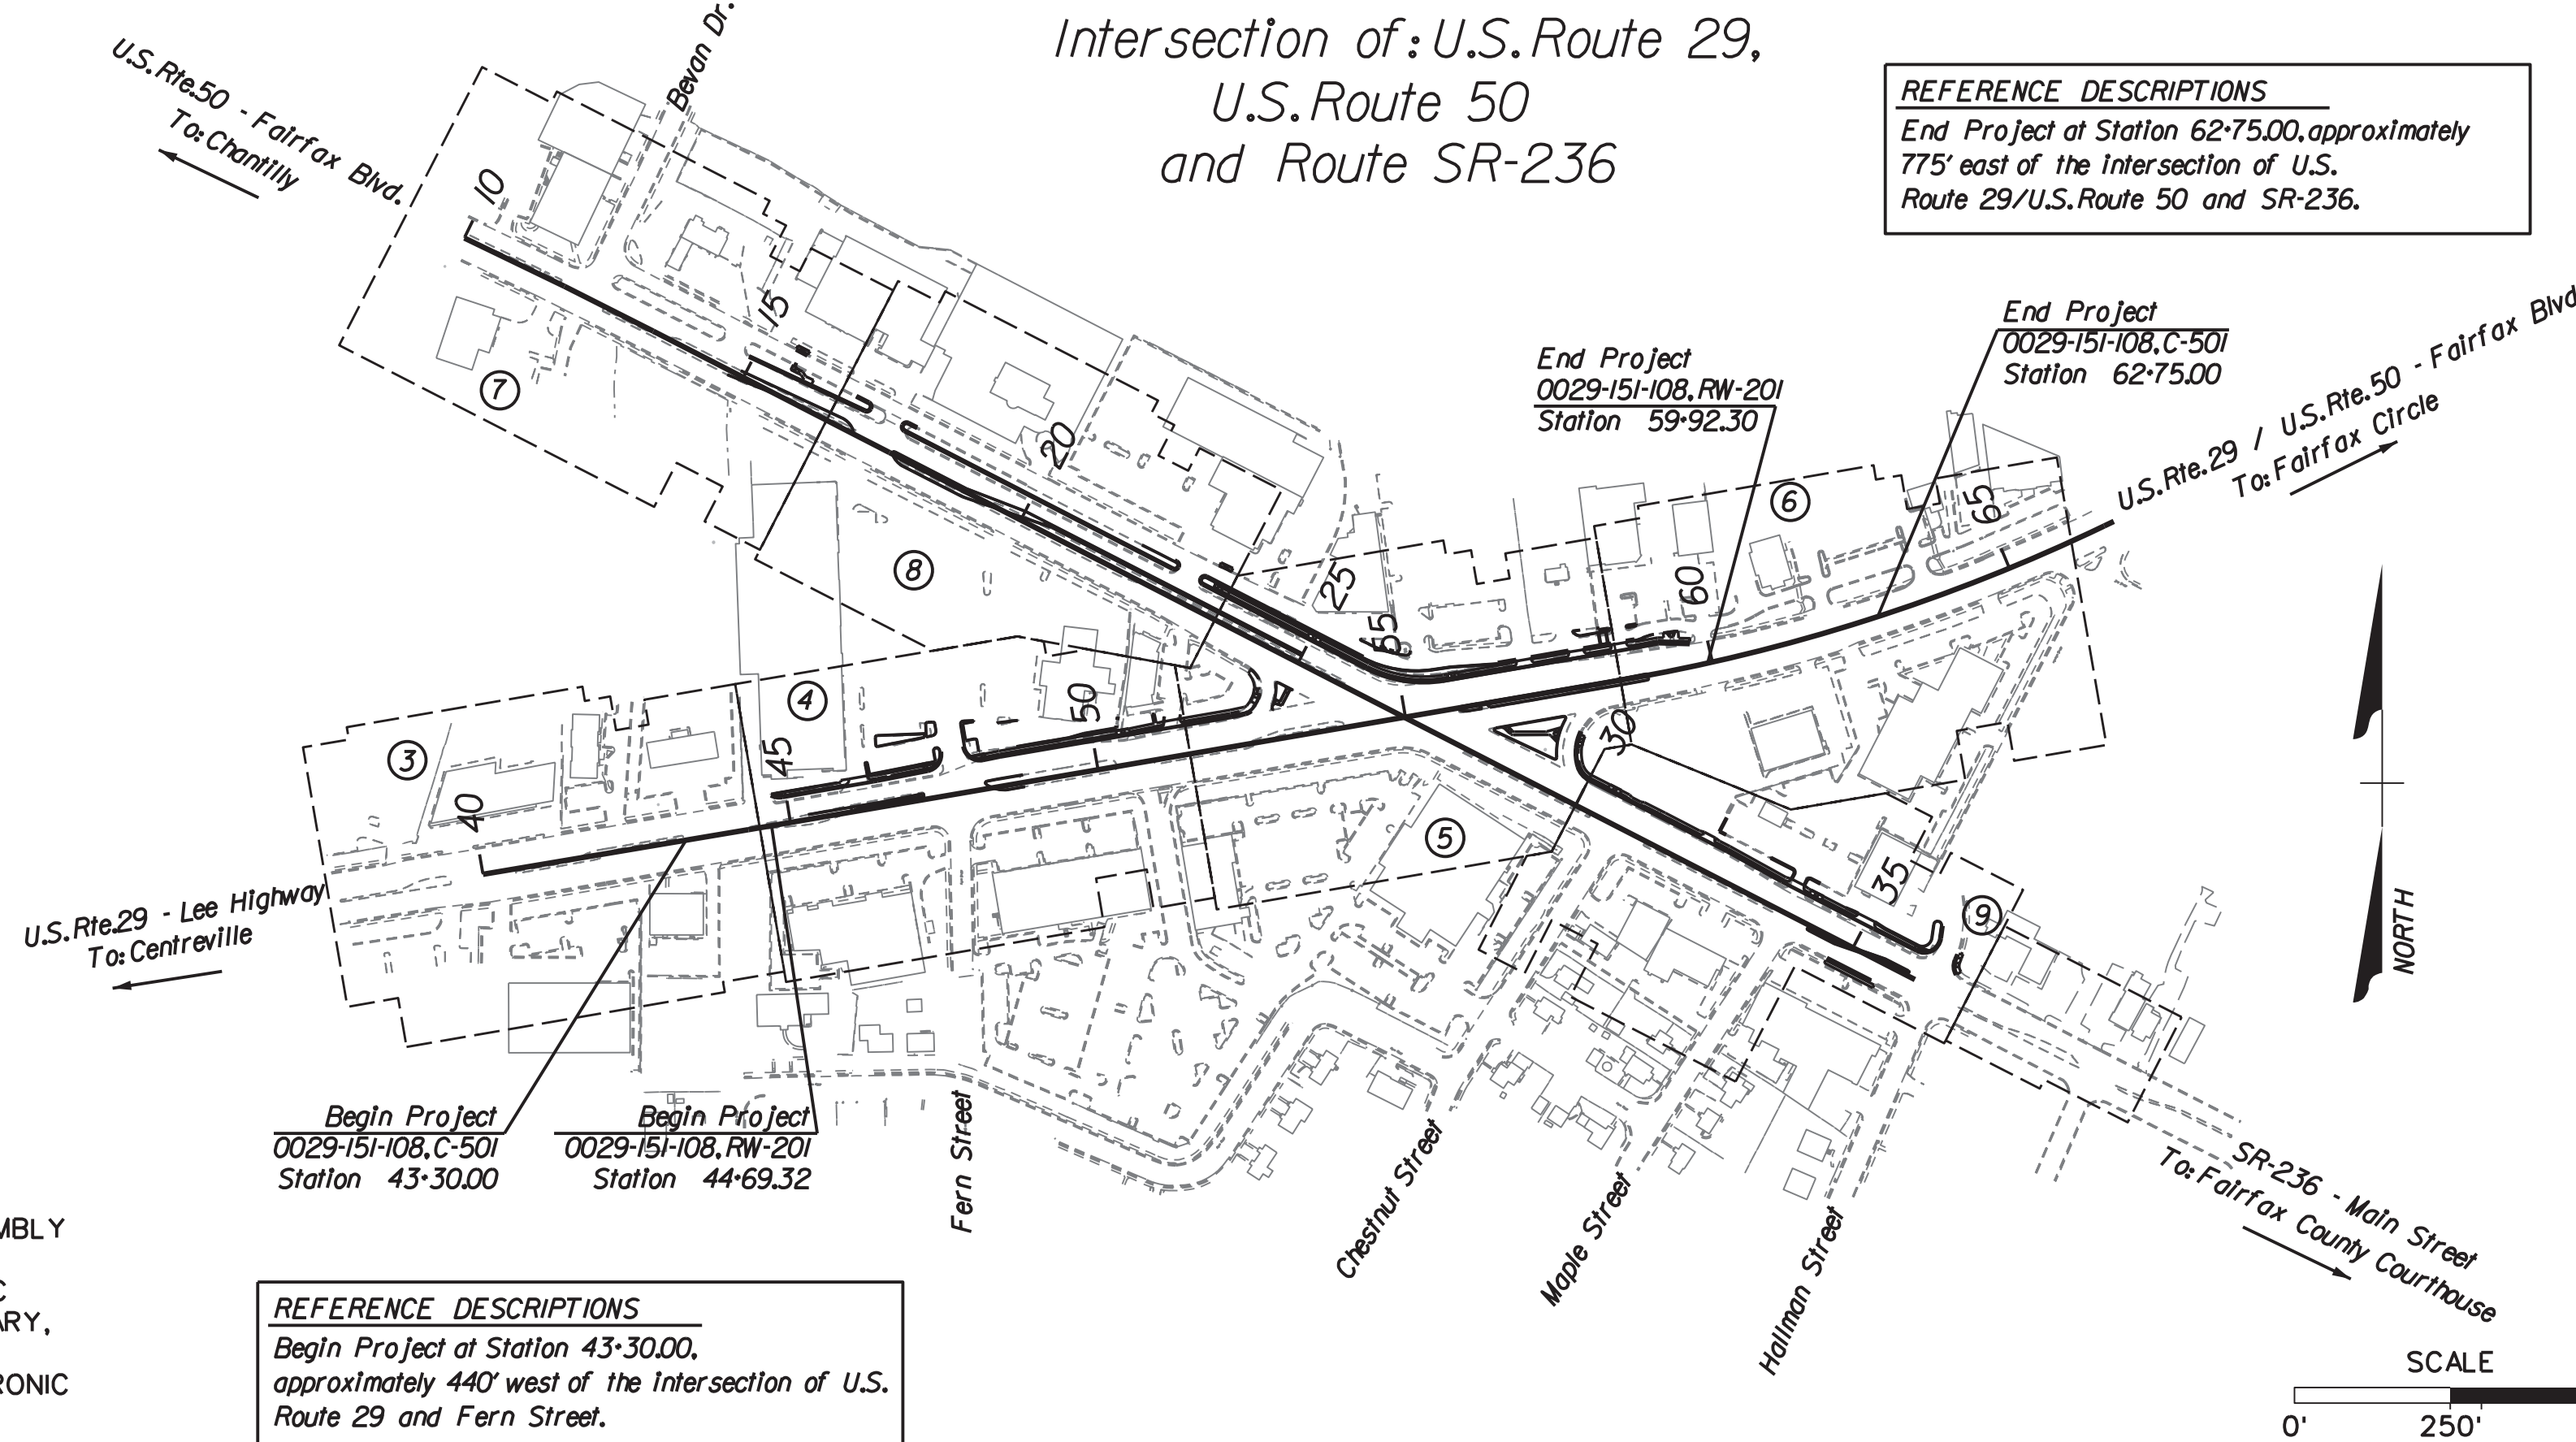 Intersection of: U.S. Route 29,
U.S. Route 50
and Route SR-236
REFERENCE DESCRIPTIONS
End Project at Station 62+75.00, approximately
775' east of the intersection of U.S.
Route 29/U.S. Route 50 and SR-236.
U.S. Rte. 50 - Fairfax Blvd.
To: Chantilly
Bevan Dr.
10
15
20
25
30
35
7
8
End Project
0029-151-108, RW-201
Station 59+92.30
End Project
0029-151-108, C-501
Station 62+75.00
U.S. Rte. 29 / U.S. Rte. 50 - Fairfax Blvd
To: Fairfax Circle
6
65
60
55
50
45
40
3
4
5
9
U.S. Rte. 29 - Lee Highway
To: Centreville
NORTH
Begin Project
0029-151-108, C-501
Station 43+30.00
Begin Project
0029-151-108, RW-201
Station 44+69.32
Fern Street
Chestnut Street
Maple Street
Hallman Street
SR-236 - Main Street
To: Fairfax County Courthouse
MBLY
C
ARY,
RONIC
REFERENCE DESCRIPTIONS
Begin Project at Station 43+30.00,
approximately 440' west of the intersection of U.S.
Route 29 and Fern Street.
SCALE
0' 250'